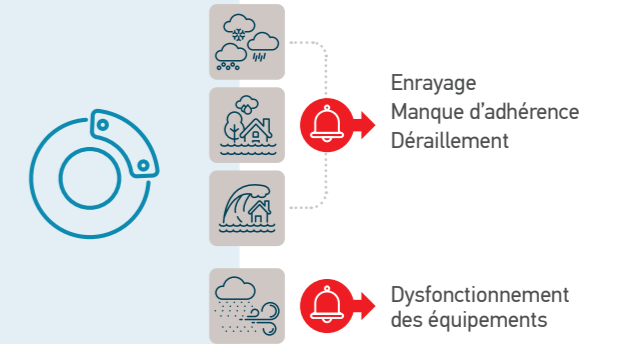 Enrayage
Manque d'adhérence
Déraillement
Dysfonctionnement
des équipements